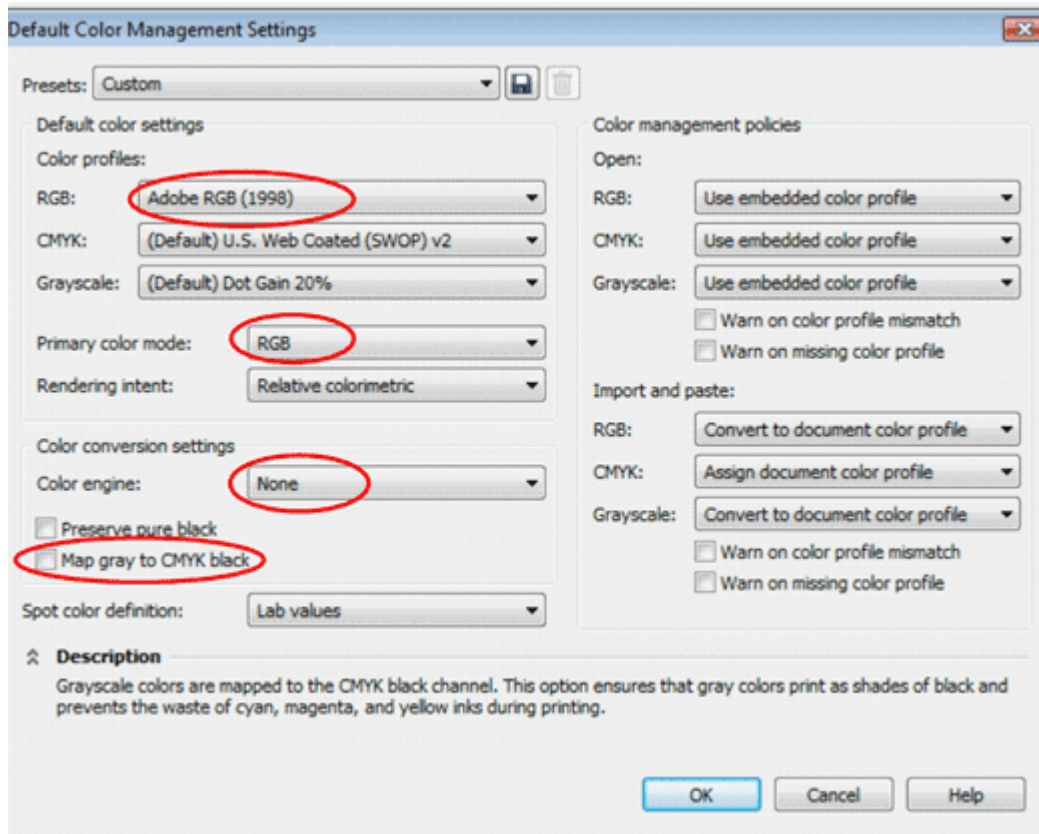 Default Color Management Settings
Presets: Custom
Default color settings
Color profiles:
RGB: Adobe RGB (1998)
CMYK: (Default) U.S. Web Coated (SWOP) v2
Grayscale: (Default) Dot Gain 20%
Primary color mode: RGB
Rendering intent: Relative colorimetric
Color conversion settings
Color engine: None
Preserve pure black
Map gray to CMYK black
Spot color definition: Lab values
Color management policies
Open:
RGB: Use embedded color profile
CMYK: Use embedded color profile
Grayscale: Use embedded color profile
Warn on color profile mismatch
Warn on missing color profile
Import and paste:
RGB: Convert to document color profile
CMYK: Assign document color profile
Grayscale: Convert to document color profile
Warn on color profile mismatch
Warn on missing color profile
Description
Grayscale colors are mapped to the CMYK black channel. This option ensures that gray colors print as shades of black and
prevents the waste of cyan, magenta, and yellow inks during printing.
OK Cancel Help